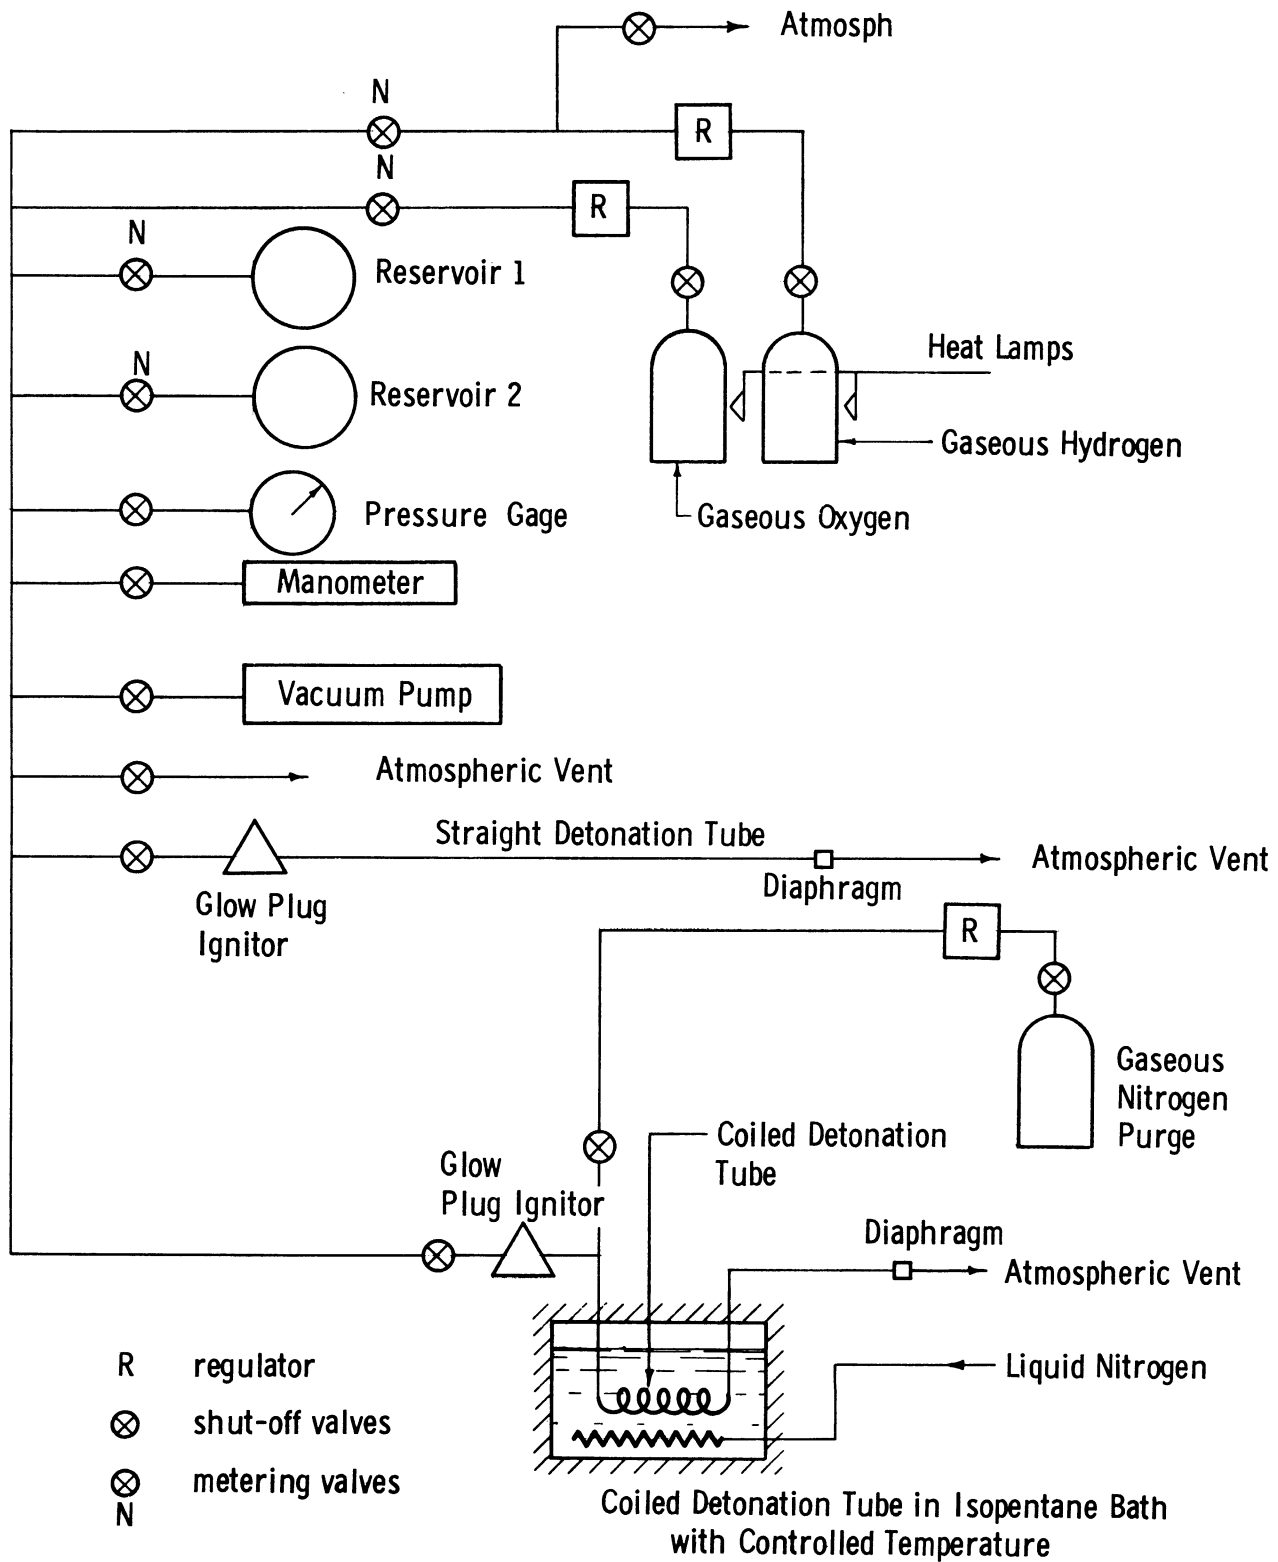 Atmosph
N
R
N
R
N
Reservoir 1
N
Reservoir 2
Heat Lamps
Gaseous Hydrogen
Pressure Gage
Gaseous Oxygen
Manometer
Vacuum Pump
Atmospheric Vent
Straight Detonation Tube
Atmospheric Vent
Diaphragm
Glow Plug
Ignitor
R
Gaseous
Nitrogen
Purge
Coiled Detonation
Tube
Glow
Plug Ignitor
Diaphragm
Atmospheric Vent
Liquid Nitrogen
R regulator
shut-off valves
metering valves
N
Coiled Detonation Tube in Isopentane Bath
with Controlled Temperature